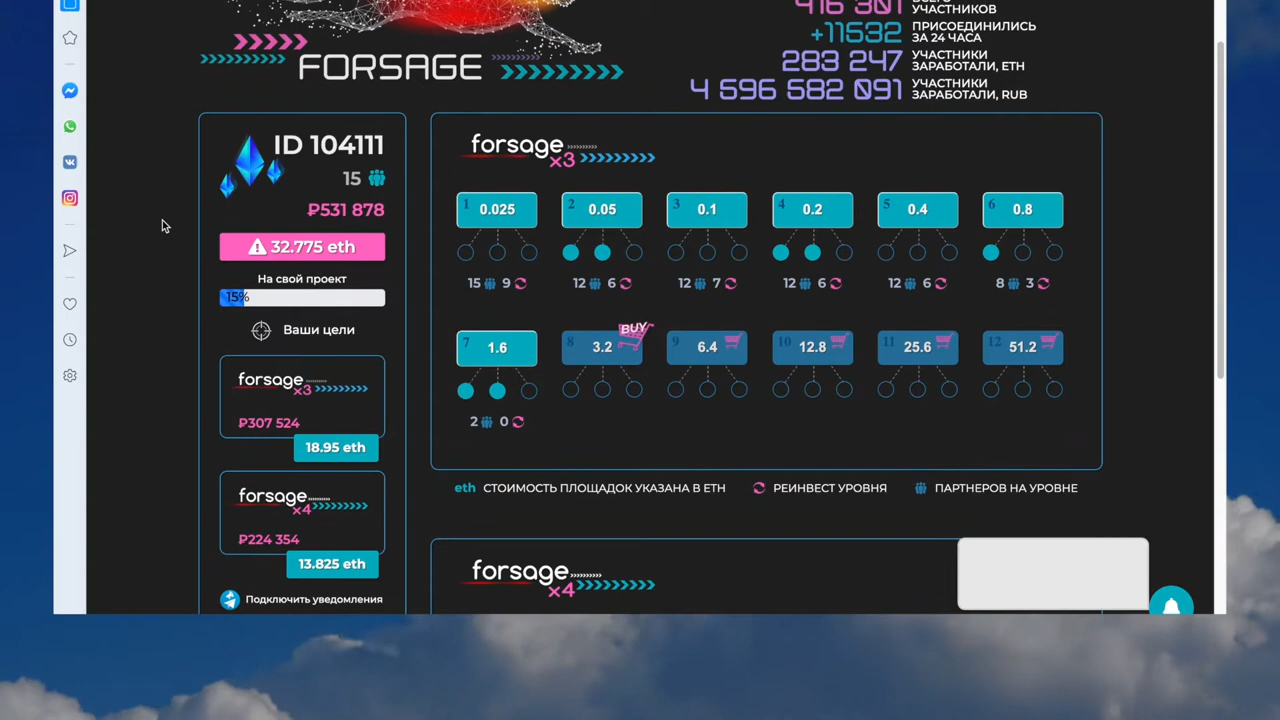 416 301
УЧАСТНИКОВ
+11532 ПРИСОЕДИНИЛИСЬ
ЗА 24 ЧАСА
283 247 УЧАСТНИКИ
ЗАРАБОТАЛИ, ETH
4 596 582 091 УЧАСТНИКИ
ЗАРАБОТАЛИ, RUB
FORSAGE
ID 104111
15
₽531 878
32.775 eth
На свой проект
15%
Ваши цели
forsage
x3
₽307 524
18.95 eth
forsage
x4
₽224 354
13.825 eth
Подключить уведомления
forsage
x3
1 0.025 2 0.05 3 0.1 4 0.2 5 0.4 6 0.8
15 9 12 6 12 7 12 6 12 6 8 3
BUY
7 1.6 8 3.2 9 6.4 10 12.8 11 25.6 12 51.2
2 0
eth СТОИМОСТЬ ПЛОЩАДОК УКАЗАНА В ETH РЕИНВЕСТ УРОВНЯ ПАРТНЕРОВ НА УРОВНЕ
forsage
x4